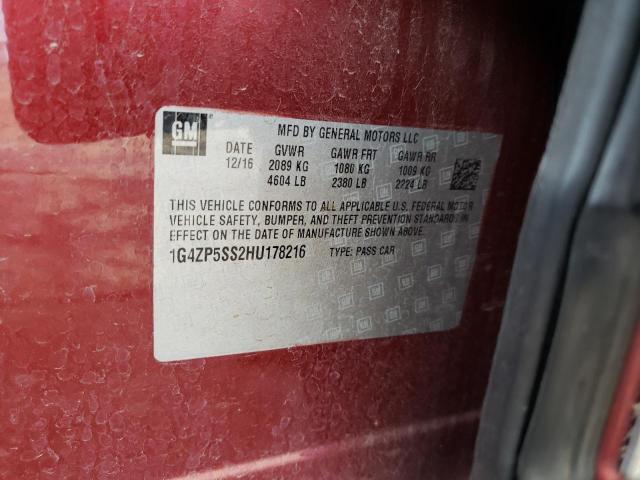 GM
MFD BY GENERAL MOTORS LLC
DATE GVWR GAWR FRT GAWR RR
12/16 2089 KG 1080 KG 1009 KG
4604 LB 2380 LB 2224 LB
THIS VEHICLE CONFORMS TO ALL APPLICABLE U.S. FEDERAL MOTOR
VEHICLE SAFETY, BUMPER, AND THEFT PREVENTION STANDARDS IN
EFFECT ON THE DATE OF MANUFACTURE SHOWN ABOVE.
1G4ZP5SS2HU178216 TYPE: PASS CAR